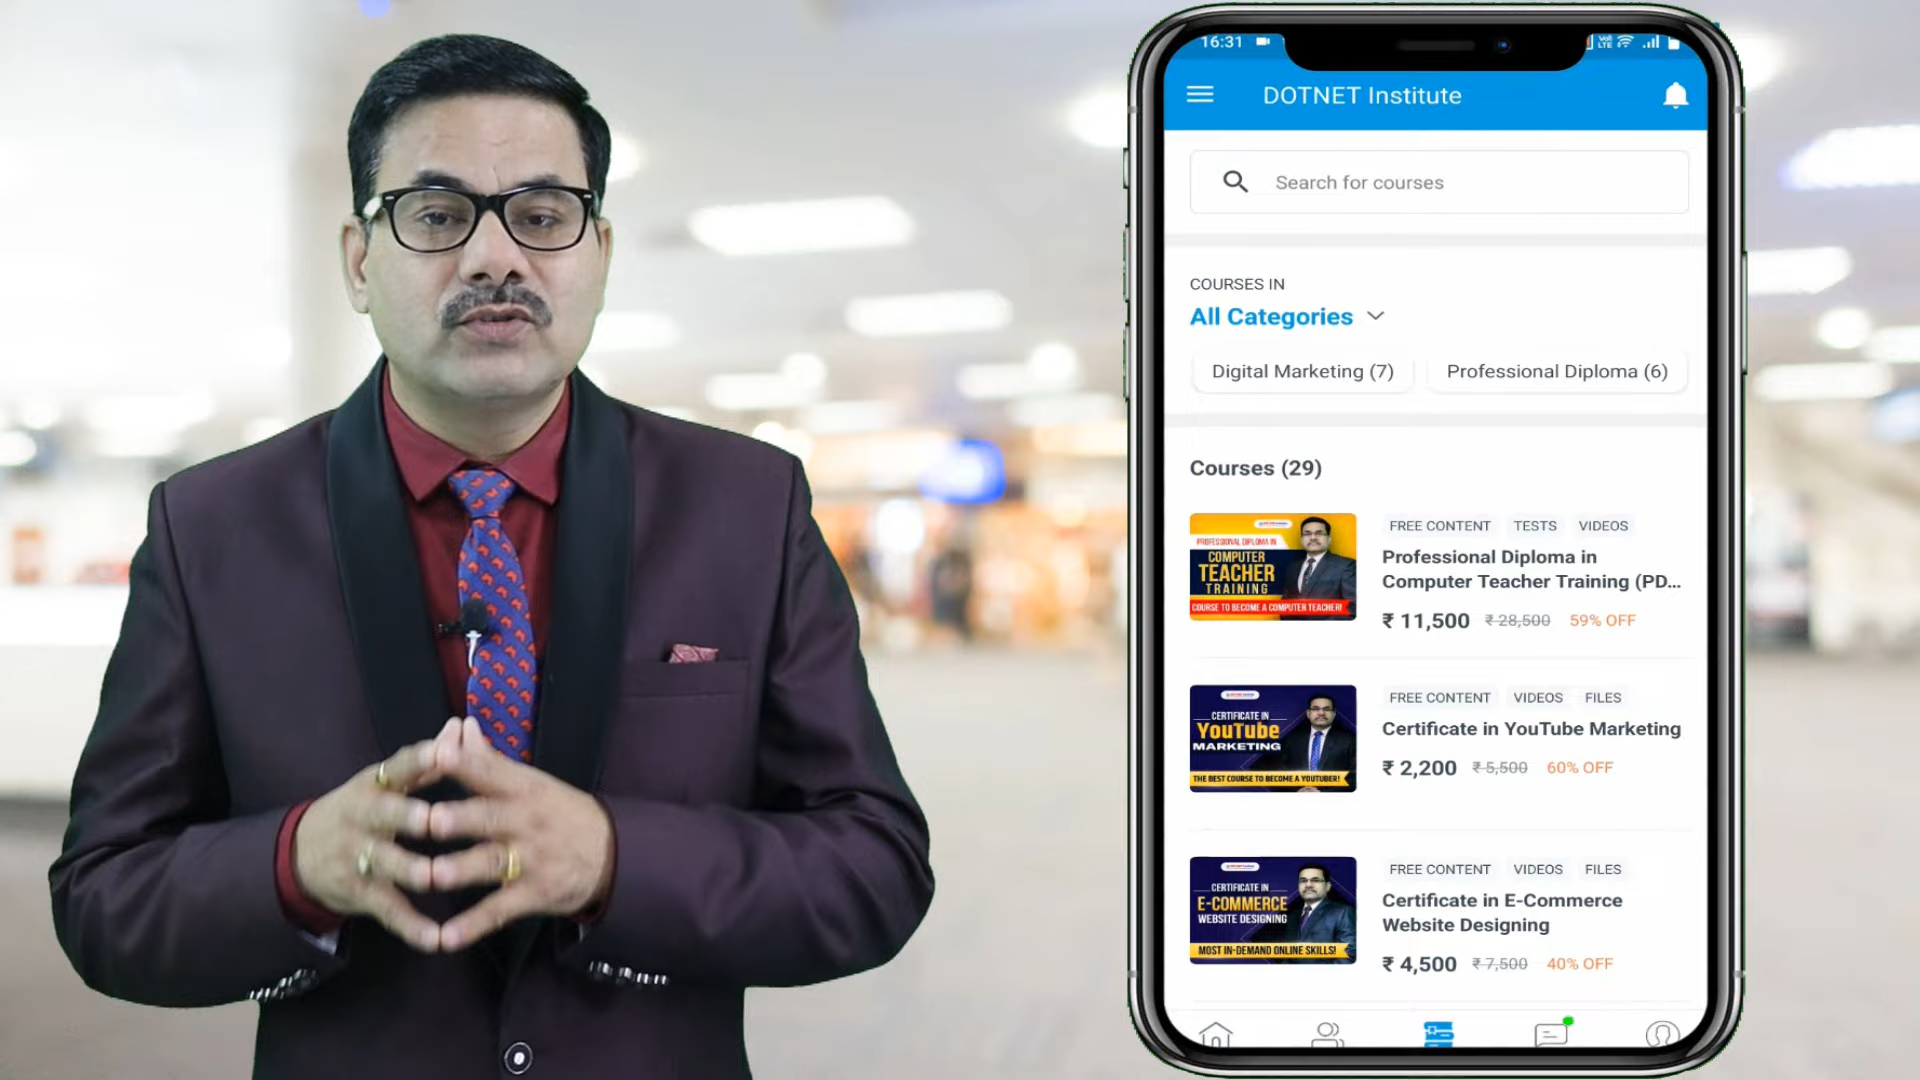 16:31
Vo)
LTE
DOTNET Institute
Search for courses
COURSES IN
All Categories
Digital Marketing (7)
Professional Diploma (6)
Courses (29)
PROFESSIONAL DIPLOMA IN
COMPUTER
TEACHER
TRAINING
COURSE TO BECOME A COMPUTER TEACHER!
FREE CONTENT TESTS VIDEOS
Professional Diploma in
Computer Teacher Training (PD...
₹ 11,500 ₹ 28,500 59% OFF
CERTIFICATE IN
YouTube
MARKETING
THE BEST COURSE TO BECOME A YOUTUBER!
FREE CONTENT VIDEOS FILES
Certificate in YouTube Marketing
₹ 2,200 ₹ 5,500 60% OFF
CERTIFICATE IN
E-COMMERCE
WEBSITE DESIGNING
MOST IN-DEMAND ONLINE SKILLS!
FREE CONTENT VIDEOS FILES
Certificate in E-Commerce
Website Designing
₹ 4,500 ₹ 7,500 40% OFF